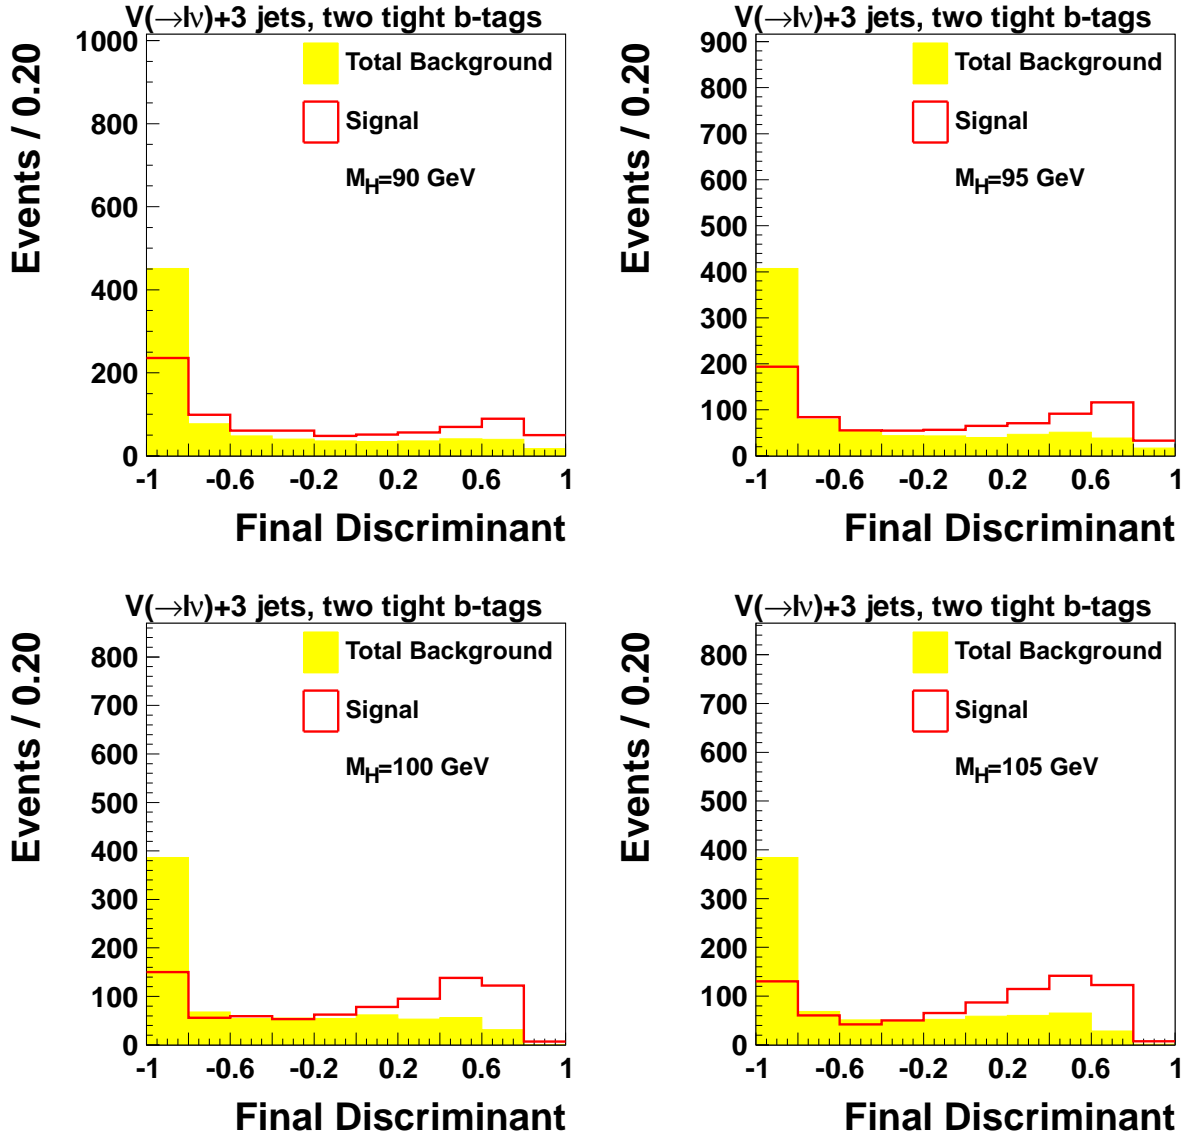 V(→lν)+3 jets, two tight b-tags
Events / 0.20
1000
800
600
400
200
0
Total Background
Signal
M_H=90 GeV
-1 -0.6 -0.2 0.2 0.6 1
Final Discriminant
V(→lν)+3 jets, two tight b-tags
Events / 0.20
900
800
700
600
500
400
300
200
100
0
Total Background
Signal
M_H=95 GeV
-1 -0.6 -0.2 0.2 0.6 1
Final Discriminant
V(→lν)+3 jets, two tight b-tags
Events / 0.20
800
700
600
500
400
300
200
100
0
Total Background
Signal
M_H=100 GeV
-1 -0.6 -0.2 0.2 0.6 1
Final Discriminant
V(→lν)+3 jets, two tight b-tags
Events / 0.20
800
700
600
500
400
300
200
100
0
Total Background
Signal
M_H=105 GeV
-1 -0.6 -0.2 0.2 0.6 1
Final Discriminant